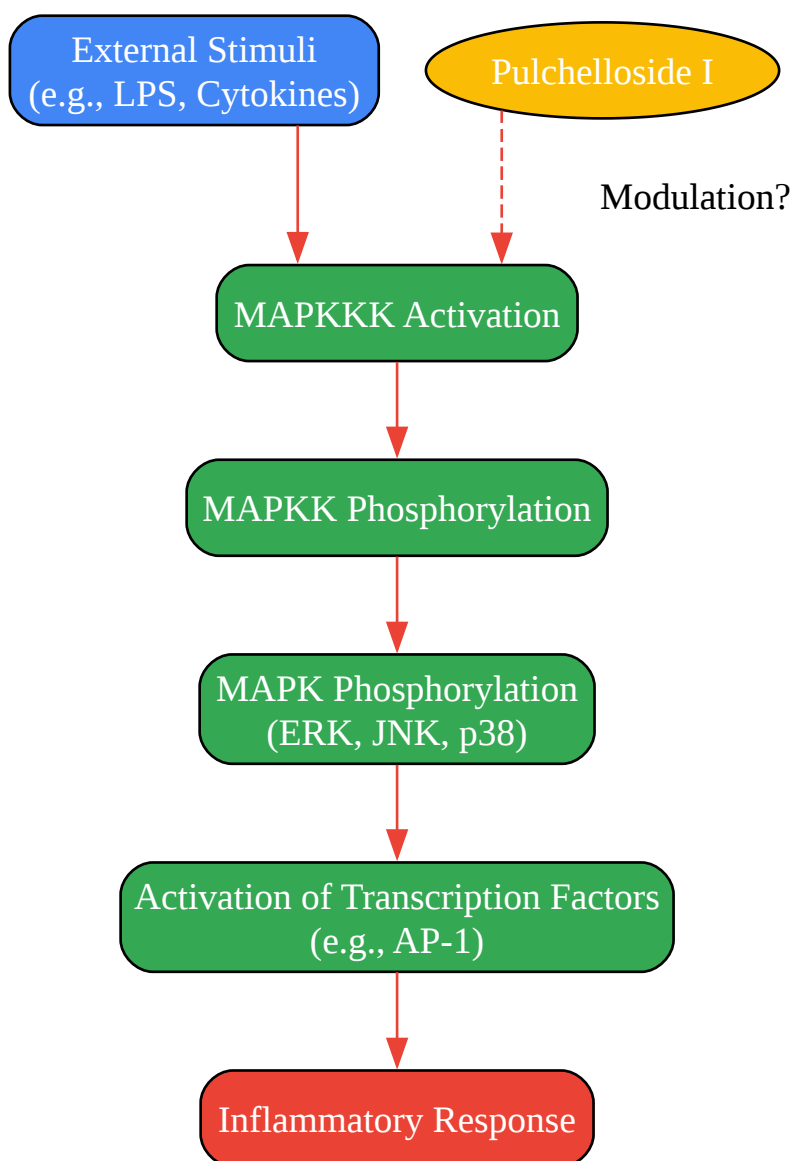 External Stimuli
(e.g., LPS, Cytokines)
Pulchelloside I
Modulation?
MAPKKK Activation
MAPKK Phosphorylation
MAPK Phosphorylation
(ERK, JNK, p38)
Activation of Transcription Factors
(e.g., AP-1)
Inflammatory Response